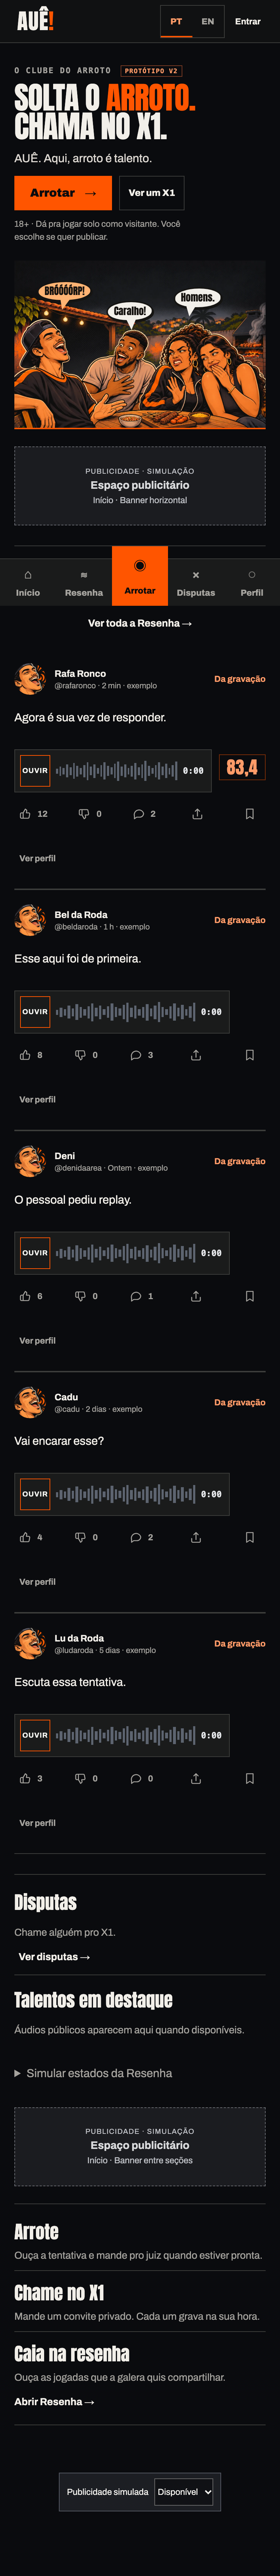 AUÊ!
PT EN Entrar
O CLUBE DO ARROTO PROTÓTIPO V2
SOLTA O ARROTO.
CHAMA NO X1.
AUÊ. Aqui, arroto é talento.
Arrotar → Ver um X1
18+ · Dá pra jogar solo como visitante. Você
escolhe se quer publicar.
BRÓÓÓÓRP!
Caralho!
Homens.
PUBLICIDADE · SIMULAÇÃO
Espaço publicitário
Início · Banner horizontal
Início Resenha Arrotar Disputas Perfil
Ver toda a Resenha →
Rafa Ronco
@rafaronco · 2 min · exemplo
Da gravação
Agora é sua vez de responder.
OUVIR 0:00 83,4
12 0 2
Ver perfil
Bel da Roda
@beldaroda · 1 h · exemplo
Da gravação
Esse aqui foi de primeira.
OUVIR 0:00
8 0 3
Ver perfil
Deni
@denidaarea · Ontem · exemplo
Da gravação
O pessoal pediu replay.
OUVIR 0:00
6 0 1
Ver perfil
Cadu
@cadu · 2 dias · exemplo
Da gravação
Vai encarar esse?
OUVIR 0:00
4 0 2
Ver perfil
Lu da Roda
@ludaroda · 5 dias · exemplo
Da gravação
Escuta essa tentativa.
OUVIR 0:00
3 0 0
Ver perfil
Disputas
Chame alguém pro X1.
Ver disputas →
Talentos em destaque
Áudios públicos aparecem aqui quando disponíveis.
Simular estados da Resenha
PUBLICIDADE · SIMULAÇÃO
Espaço publicitário
Início · Banner entre seções
Arrote
Ouça a tentativa e mande pro juiz quando estiver pronta.
Chame no X1
Mande um convite privado. Cada um grava na sua hora.
Caia na resenha
Ouça as jogadas que a galera quis compartilhar.
Abrir Resenha →
Publicidade simulada Disponível